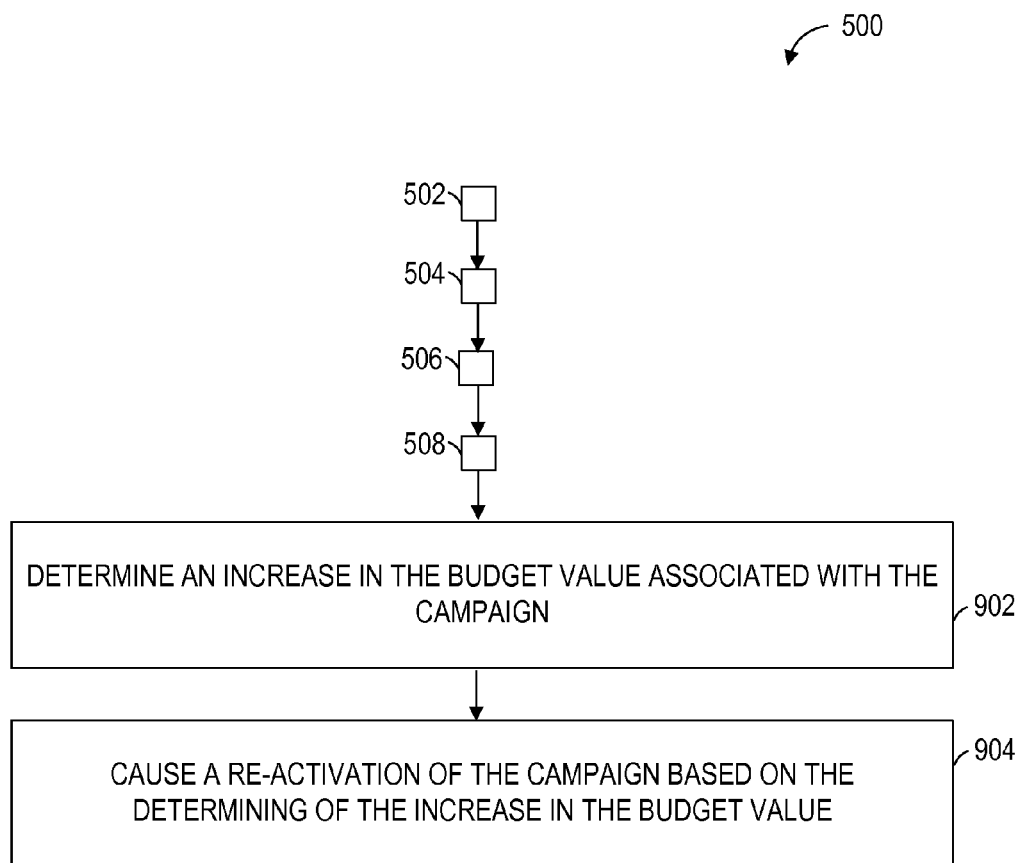 500
502
504
506
508
DETERMINE AN INCREASE IN THE BUDGET VALUE ASSOCIATED WITH THE
CAMPAIGN
902
904
CAUSE A RE-ACTIVATION OF THE CAMPAIGN BASED ON THE
DETERMINING OF THE INCREASE IN THE BUDGET VALUE